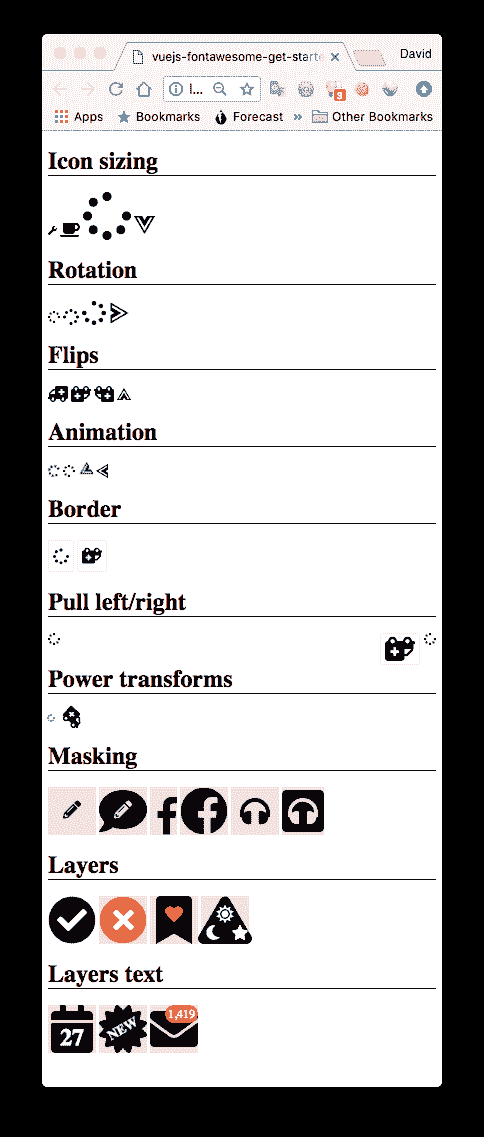 vuejs-fontawesome-get-starte
David
l...
Apps Bookmarks Forecast » Other Bookmarks
9
Icon sizing
Rotation
Flips
Animation
Border
Pull left/right
Power transforms
Masking
Layers
Layers text
27 NEW 1,419